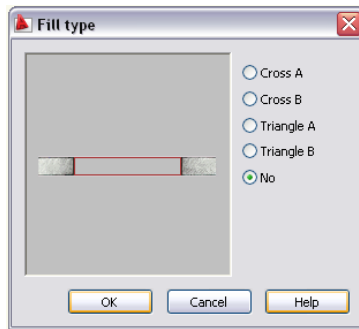 Fill type
Cross A
Cross B
Triangle A
Triangle B
No
OK
Cancel
Help